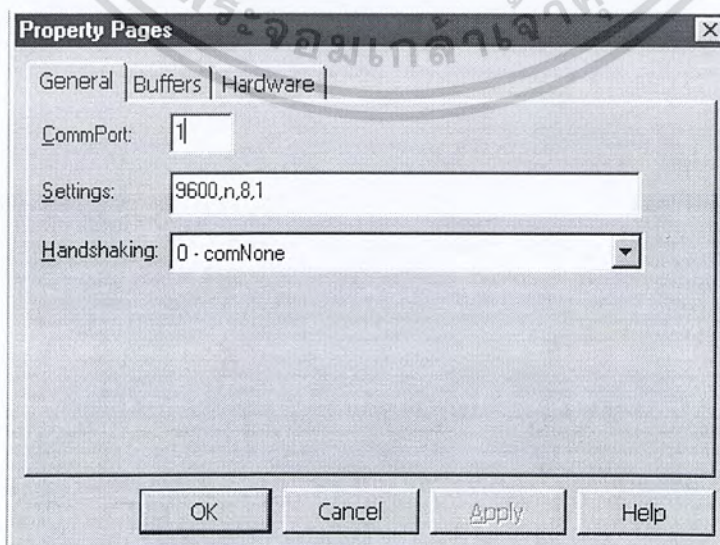 Property Pages
General Buffers Hardware
CommPort: 1
Settings: 9600,n,8,1
Handshaking: 0 - comNone
OK Cancel Apply Help